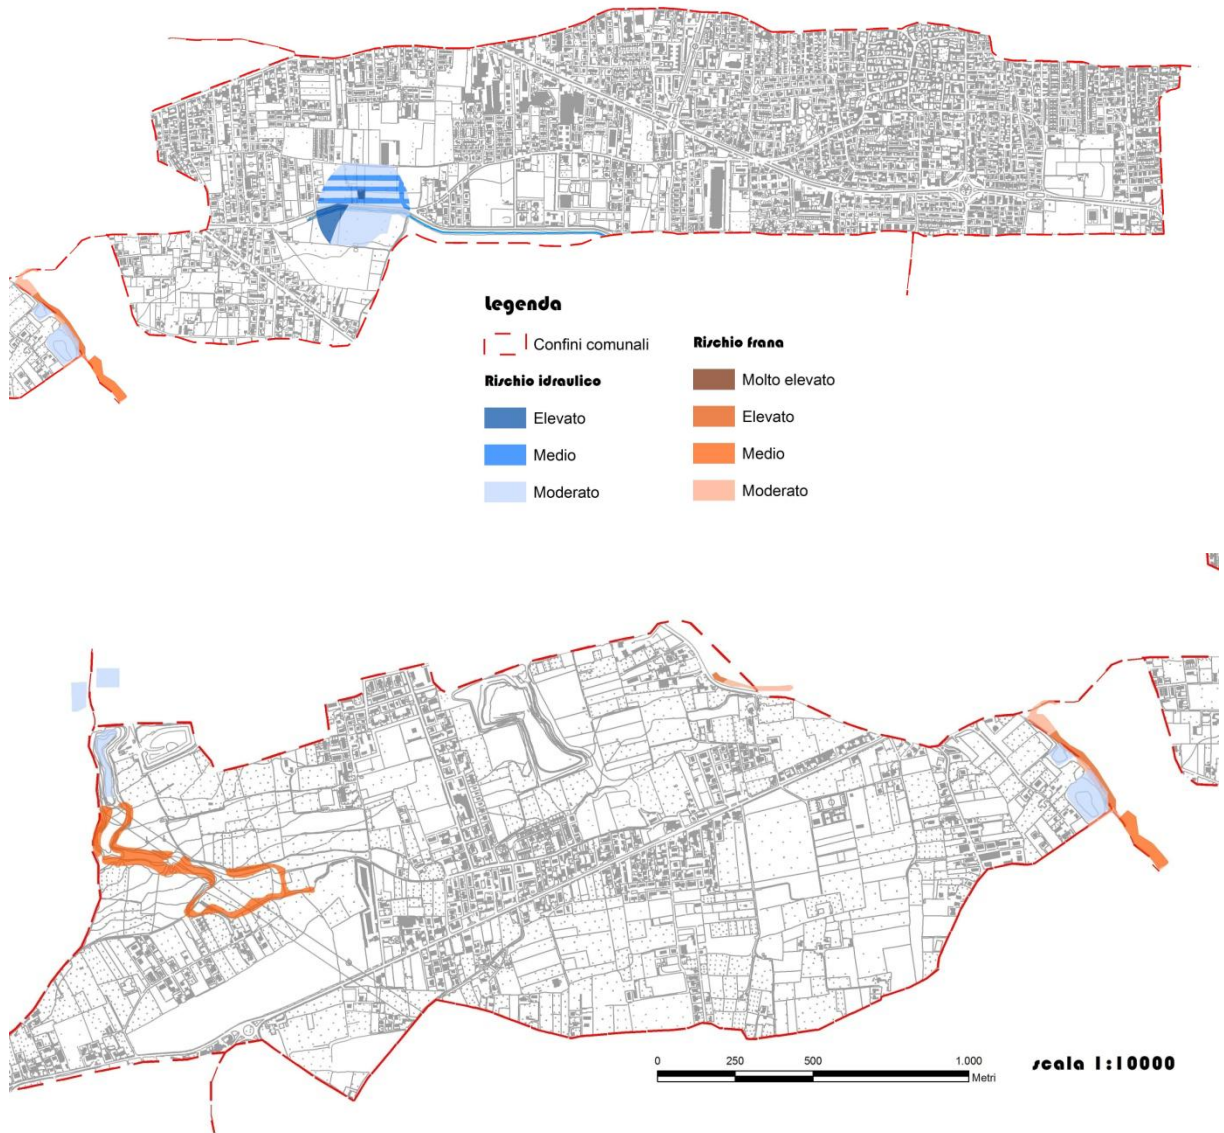 Legenda
Confini comunali
Rischio idraulico
Elevato
Medio
Moderato
Rischio frana
Molto elevato
Elevato
Medio
Moderato
0 250 500 1.000
Metri
scala 1:10000